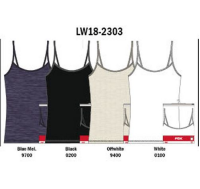 LW18-2303
Blue Mel. Black Offwhite White
9700 0200 9400 0100